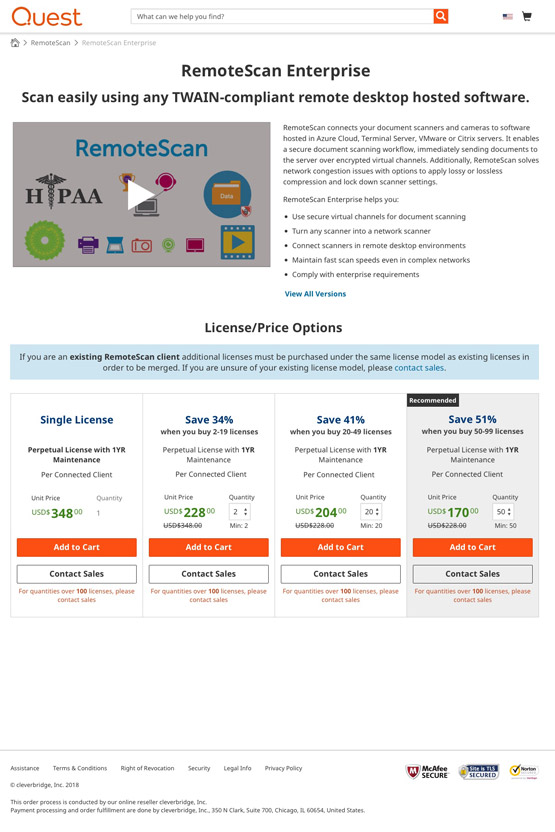 Quest
What can we help you find?
RemoteScan
RemoteScan Enterprise
RemoteScan Enterprise
Scan easily using any TWAIN-compliant remote desktop hosted software.
RemoteScan
H PAA
Data
RemoteScan connects your document scanners and cameras to software
hosted in Azure Cloud, Terminal Server, VMware or Citrix servers. It enables
a secure document scanning workflow, immediately sending documents to
the server over encrypted virtual channels. Additionally, RemoteScan solves
network congestion issues with options to apply lossy or lossless
compression and lock down scanner settings.
RemoteScan Enterprise helps you:
Use secure virtual channels for document scanning
Turn any scanner into a network scanner
Connect scanners in remote desktop environments
Maintain fast scan speeds even in complex networks
Comply with enterprise requirements
View All Versions
License/Price Options
If you are an existing RemoteScan client additional licenses must be purchased under the same license model as existing licenses in
order to be merged. If you are unsure of your existing license model, please contact sales.
Single License
Perpetual License with 1YR
Maintenance
Per Connected Client
Unit Price Quantity
USD$348.00 1
Add to Cart
Contact Sales
For quantities over 100 licenses, please
contact sales
Save 34%
when you buy 2-19 licenses
Perpetual License with 1YR
Maintenance
Per Connected Client
Unit Price Quantity
USD$228.00 2
USD$348.00 Min: 2
Add to Cart
Contact Sales
For quantities over 100 licenses, please
contact sales
Save 41%
when you buy 20-49 licenses
Perpetual License with 1YR
Maintenance
Per Connected Client
Unit Price Quantity
USD$204.00 20
USD$228.00 Min: 20
Add to Cart
Contact Sales
For quantities over 100 licenses, please
contact sales
Recommended
Save 51%
when you buy 50-99 licenses
Perpetual License with 1YR
Maintenance
Per Connected Client
Unit Price Quantity
USD$170.00 50
USD$228.00 Min: 50
Add to Cart
Contact Sales
For quantities over 100 licenses, please
contact sales
Assistance Terms & Conditions Right of Revocation Security Legal Info Privacy Policy
McAfee
SECURE
Site is TLS
SECURED
Norton
© cleverbridge, Inc. 2018
This order process is conducted by our online reseller cleverbridge, Inc.
Payment processing and order fulfillment are done by cleverbridge, Inc., 350 N Clark, Suite 700, Chicago, IL 60654, United States.